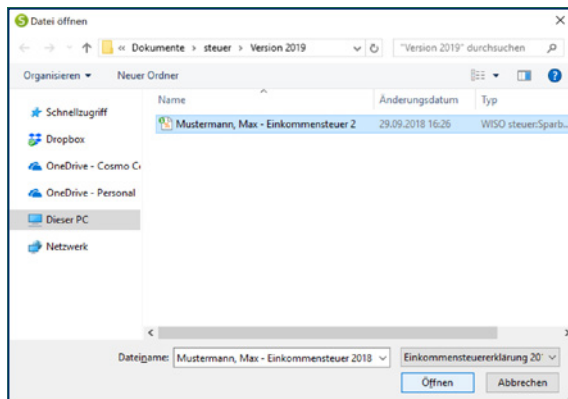 Datei öffnen
« Dokumente › steuer › Version 2019
"Version 2019" durchsuchen
Organisieren
Neuer Ordner
Name
Änderungsdatum
Typ
Schnellzugriff
Mustermann, Max - Einkommensteuer 2
29.09.2018 16:26
WISO steuer:Sparb...
Dropbox
OneDrive - Cosmo C
OneDrive - Personal
Dieser PC
Netzwerk
Dateiname:
Mustermann, Max - Einkommensteuer 2018
Einkommensteuererklärung 20
Öffnen
Abbrechen